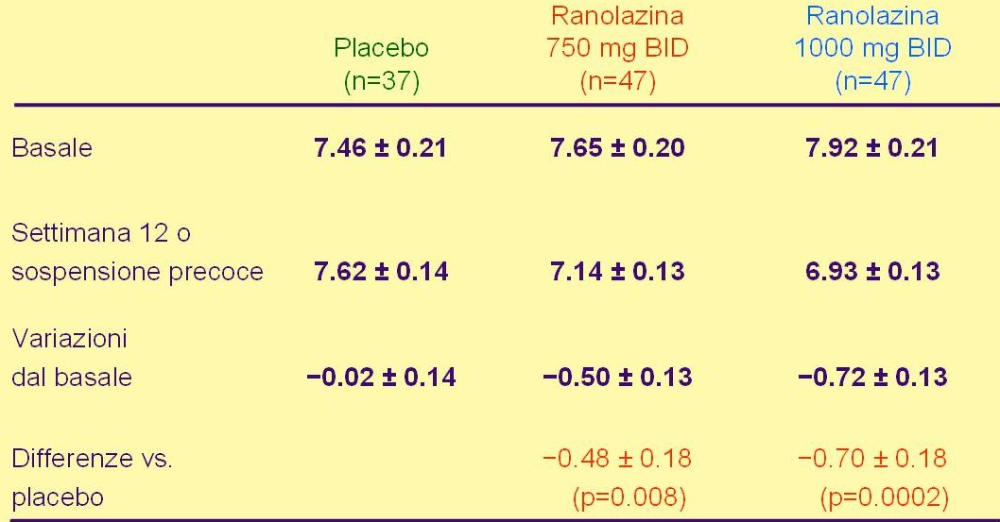 Placebo
(n=37)
Ranolazina
750 mg BID
(n=47)
Ranolazina
1000 mg BID
(n=47)
Basale 7.46 ± 0.21 7.65 ± 0.20 7.92 ± 0.21
Settimana 12 o
sospensione precoce 7.62 ± 0.14 7.14 ± 0.13 6.93 ± 0.13
Variazioni
dal basale −0.02 ± 0.14 −0.50 ± 0.13 −0.72 ± 0.13
Differenze vs. −0.48 ± 0.18 −0.70 ± 0.18
placebo (p=0.008) (p=0.0002)